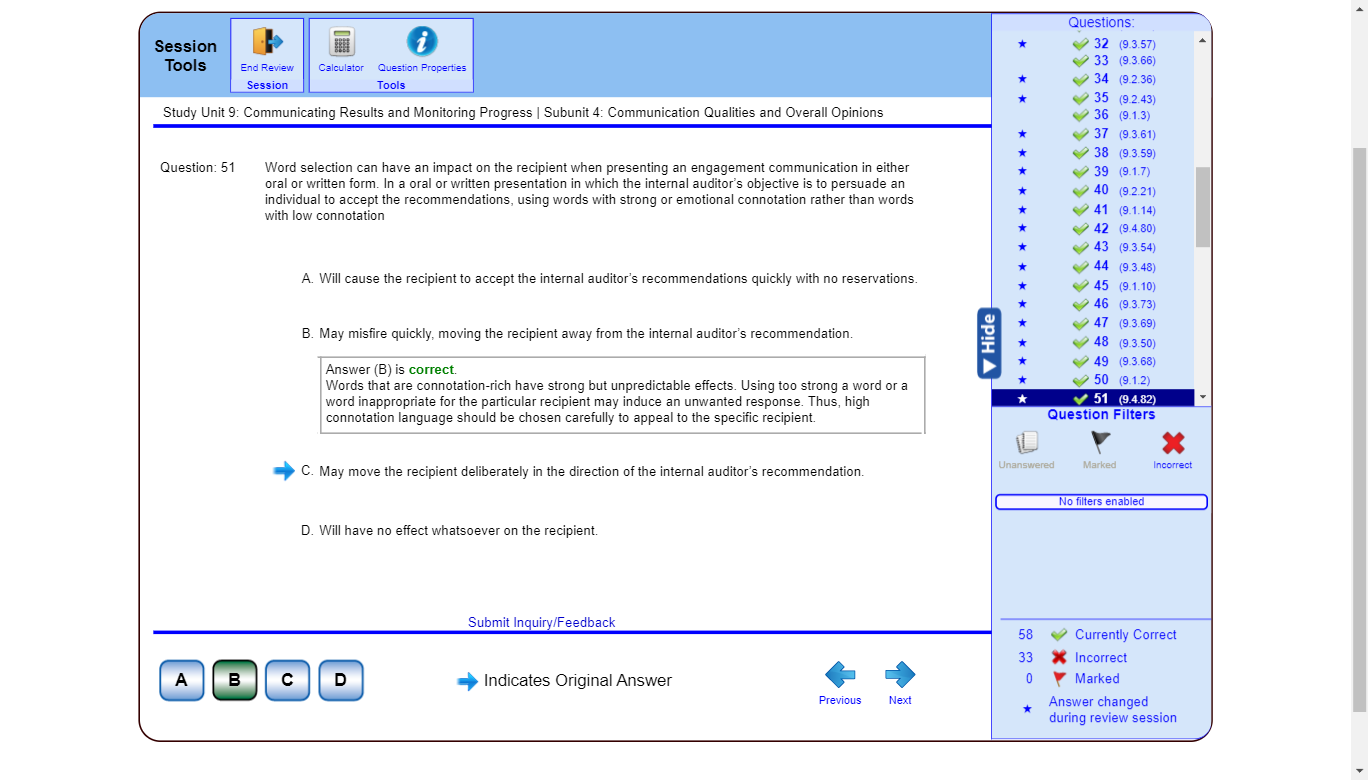 Session Tools
End Review
Session
Calculator
Question Properties
Tools
Study Unit 9: Communicating Results and Monitoring Progress | Subunit 4: Communication Qualities and Overall Opinions
Question: 51
Word selection can have an impact on the recipient when presenting an engagement communication in either
oral or written form. In a oral or written presentation in which the internal auditor's objective is to persuade an
individual to accept the recommendations, using words with strong or emotional connotation rather than words
with low connotation
A. Will cause the recipient to accept the internal auditor's recommendations quickly with no reservations.
B. May misfire quickly, moving the recipient away from the internal auditor's recommendation.
Answer (B) is correct.
Words that are connotation-rich have strong but unpredictable effects. Using too strong a word or a
word inappropriate for the particular recipient may induce an unwanted response. Thus, high
connotation language should be chosen carefully to appeal to the specific recipient.
C. May move the recipient deliberately in the direction of the internal auditor's recommendation.
D. Will have no effect whatsoever on the recipient.
Submit Inquiry/Feedback
A
B
C
D
Indicates Original Answer
Previous
Next
Questions:
32 (9.3.57)
33 (9.3.66)
34 (9.2.36)
35 (9.2.43)
36 (9.1.3)
37 (9.3.61)
38 (9.3.59)
39 (9.1.7)
40 (9.2.21)
41 (9.1.14)
42 (9.4.80)
43 (9.3.54)
44 (9.3.48)
45 (9.1.10)
46 (9.3.73)
47 (9.3.69)
48 (9.3.50)
49 (9.3.68)
50 (9.1.2)
51 (9.4.82)
Hide
Question Filters
Unanswered
Marked
Incorrect
No filters enabled
58 Currently Correct
33 Incorrect
0 Marked
Answer changed
during review session